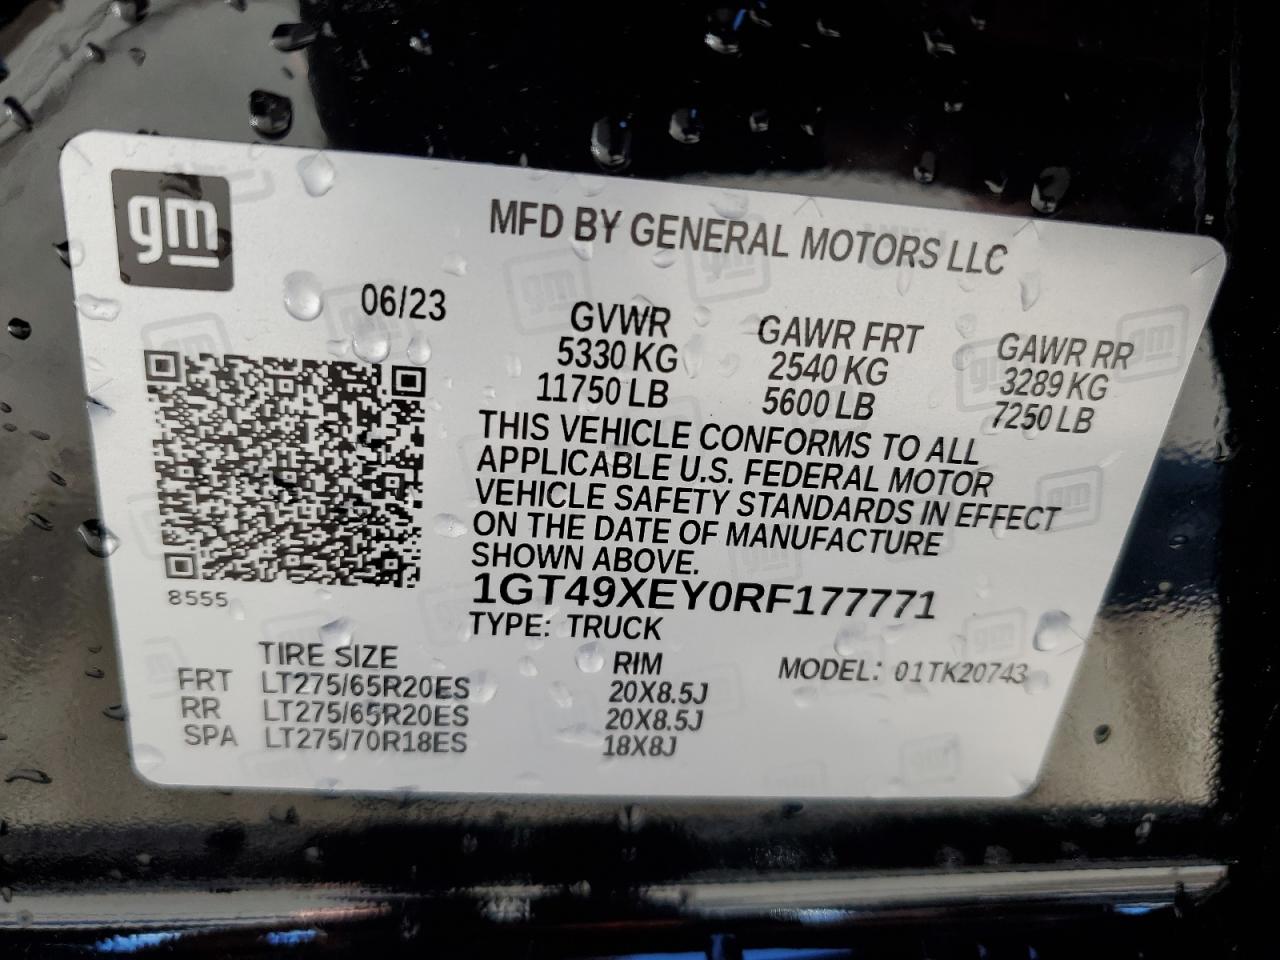 gm
MFD BY GENERAL MOTORS LLC
06/23
GVWR GAWR FRT GAWR RR
5330 KG 2540 KG 3289 KG
11750 LB 5600 LB 7250 LB
THIS VEHICLE CONFORMS TO ALL
APPLICABLE U.S. FEDERAL MOTOR
VEHICLE SAFETY STANDARDS IN EFFECT
ON THE DATE OF MANUFACTURE
SHOWN ABOVE.
8555
1GT49XEY0RF177771
TYPE: TRUCK
TIRE SIZE RIM MODEL: 01TK20743
FRT LT275/65R20ES 20X8.5J
RR LT275/65R20ES 20X8.5J
SPA LT275/70R18ES 18X8J